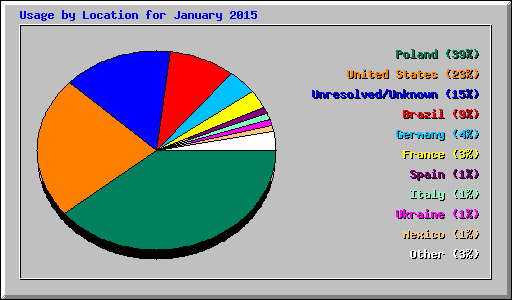 Usage by Location for January 2015
Poland (39%)
United States (23%)
Unresolved/Unknown (15%)
Brazil (9%)
Germany (4%)
France (3%)
Spain (1%)
Italy (1%)
Ukraine (1%)
Mexico (1%)
Other (3%)